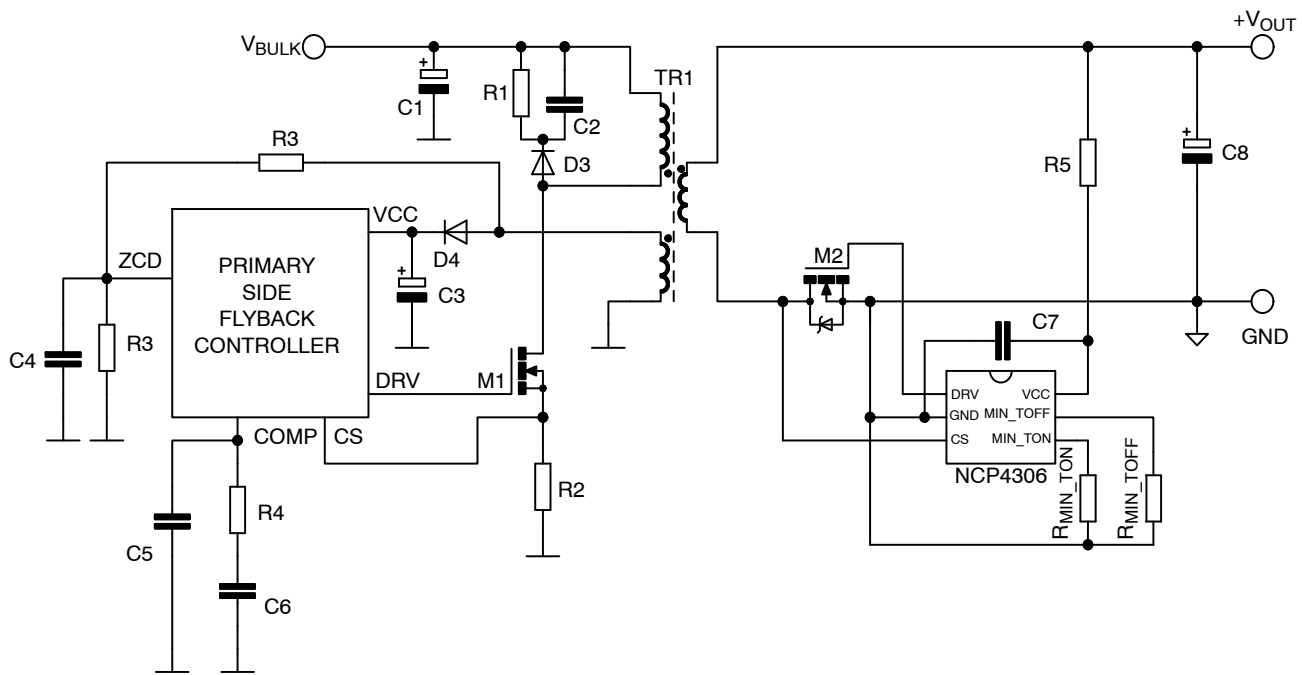 +VOUT
VBULK
TR1
C1
R1
C2
R3
D3
R5
C8
VCC
ZCD
D4
M2
PRIMARY
SIDE
FLYBACK
CONTROLLER
C3
C7
GND
C4
R3
DRV
M1
DRV
VCC
GND
MIN_TOFF
CS
MIN_TON
COMP
CS
NCP4306
R2
RMIN_TON
RMIN_TOFF
R4
C5
C6